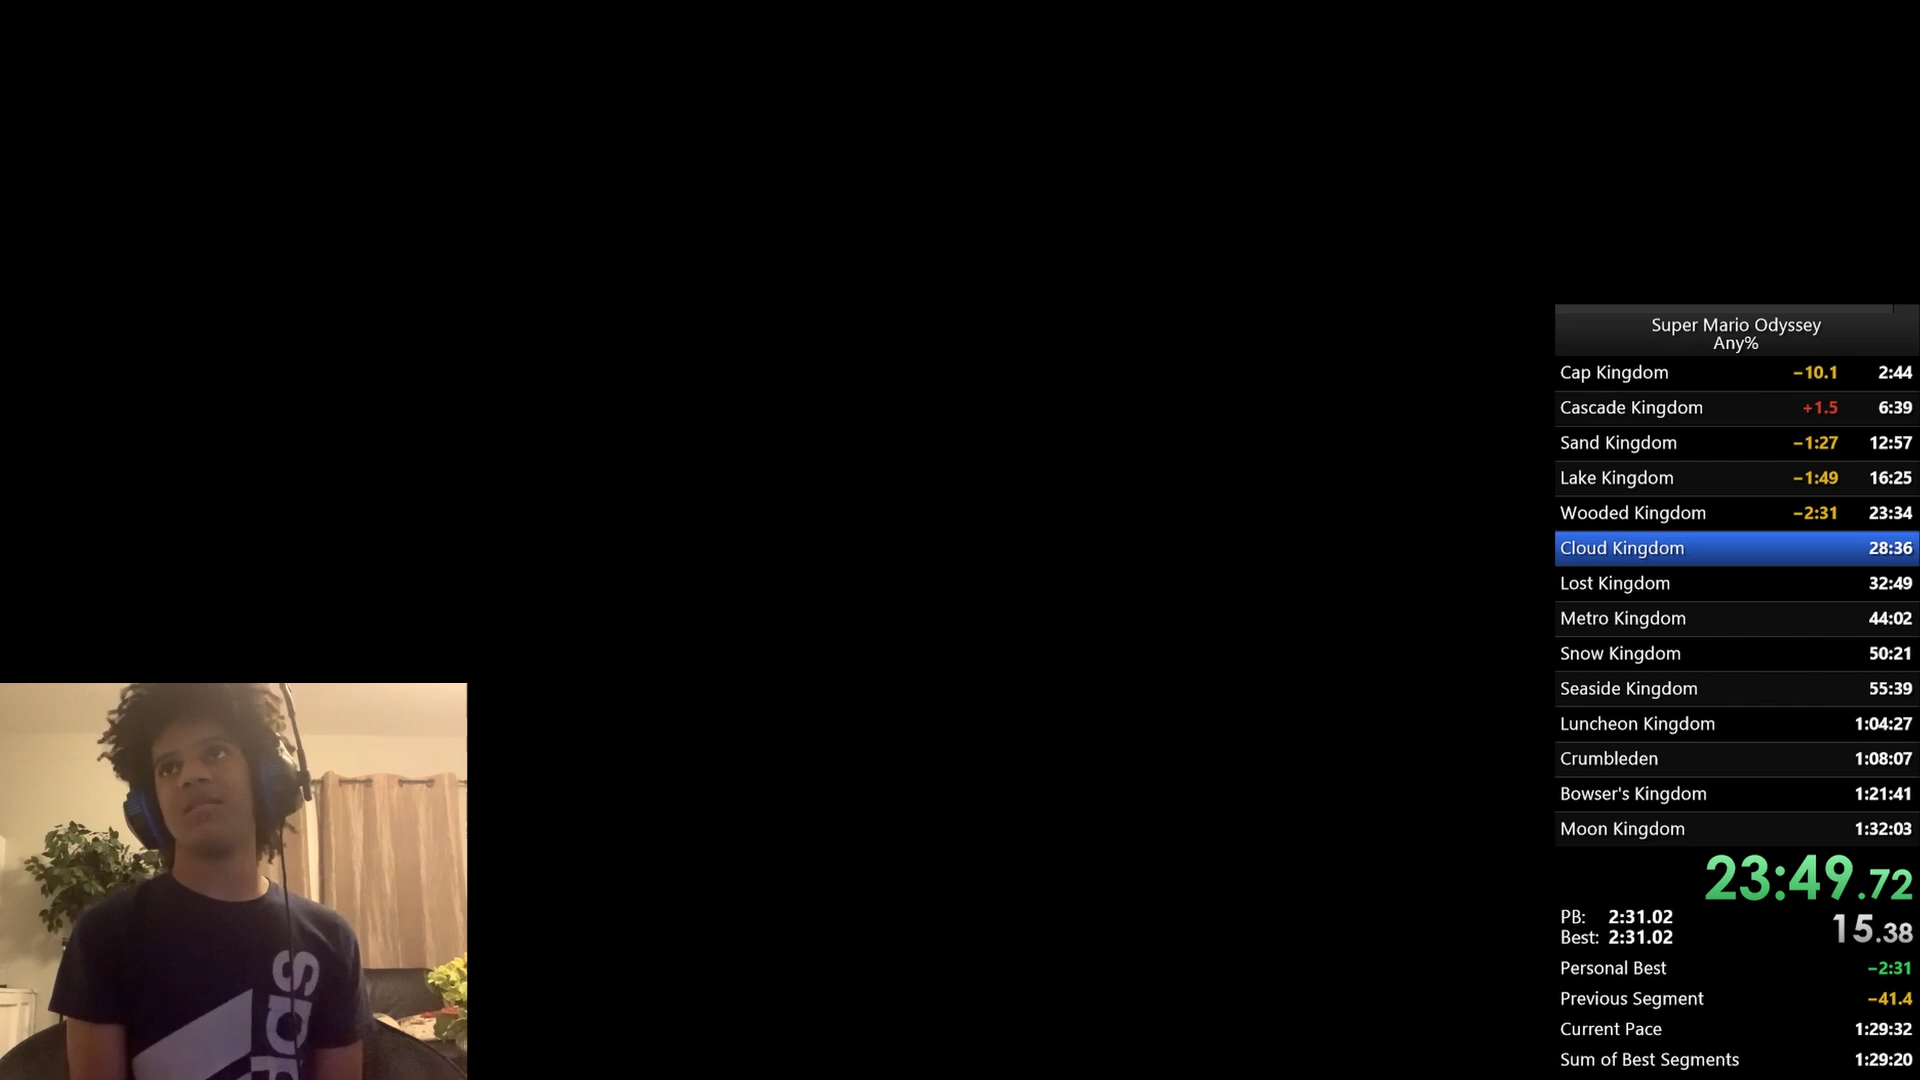 Super Mario Odyssey
Any%
Cap Kingdom −10.1 2:44
Cascade Kingdom +1.5 6:39
Sand Kingdom −1:27 12:57
Lake Kingdom −1:49 16:25
Wooded Kingdom −2:31 23:34
Cloud Kingdom 28:36
Lost Kingdom 32:49
Metro Kingdom 44:02
Snow Kingdom 50:21
Seaside Kingdom 55:39
Luncheon Kingdom 1:04:27
Crumbleden 1:08:07
Bowser's Kingdom 1:21:41
Moon Kingdom 1:32:03
23:49.72
PB: 2:31.02
Best: 2:31.02
15.38
Personal Best −2:31
Previous Segment −41.4
Current Pace 1:29:32
Sum of Best Segments 1:29:20
adidas